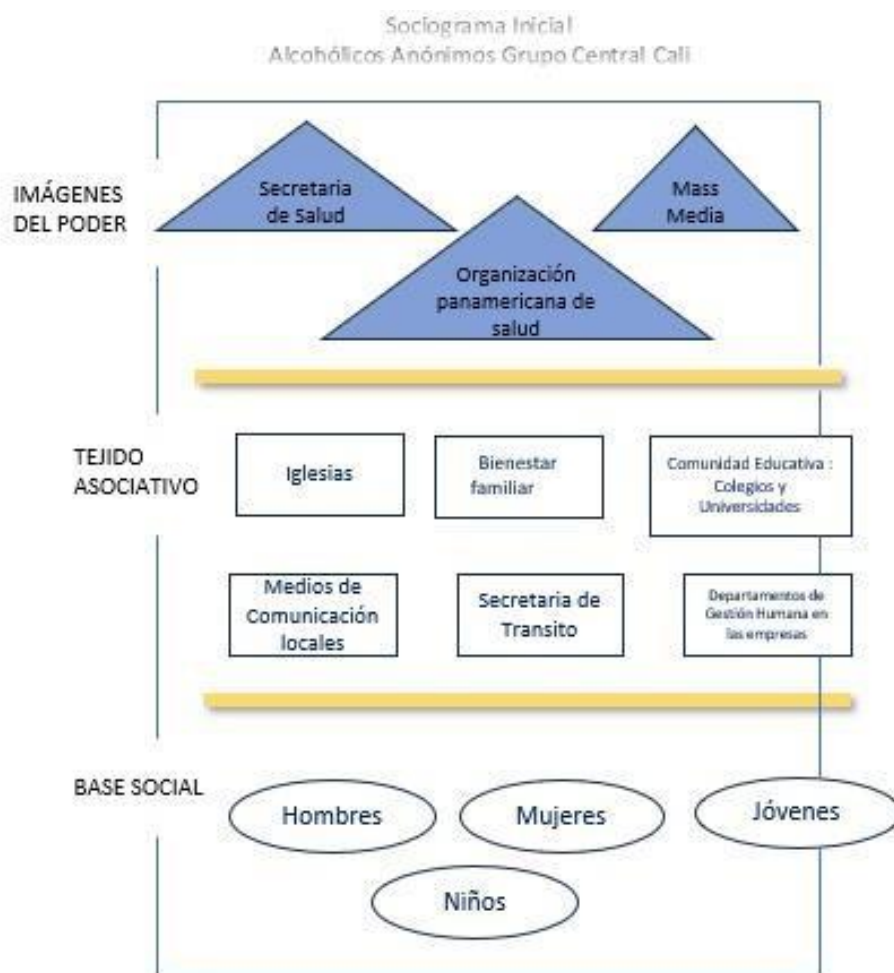 Sociograma Inicial
Alcohólicos Anónimos Grupo Central Cali
IMÁGENES
DEL PODER
Secretaria
de Salud
Mass
Media
Organización
panamericana de
salud
TEJIDO
ASOCIATIVO
Iglesias
Bienestar
familiar
Comunidad Educativa :
Colegios y
Universidades
Medios de
Comunicación
locales
Secretaria de
Transito
Departamentos de
Gestión Humana en
las empresas
BASE SOCIAL
Hombres
Mujeres
Jóvenes
Niños